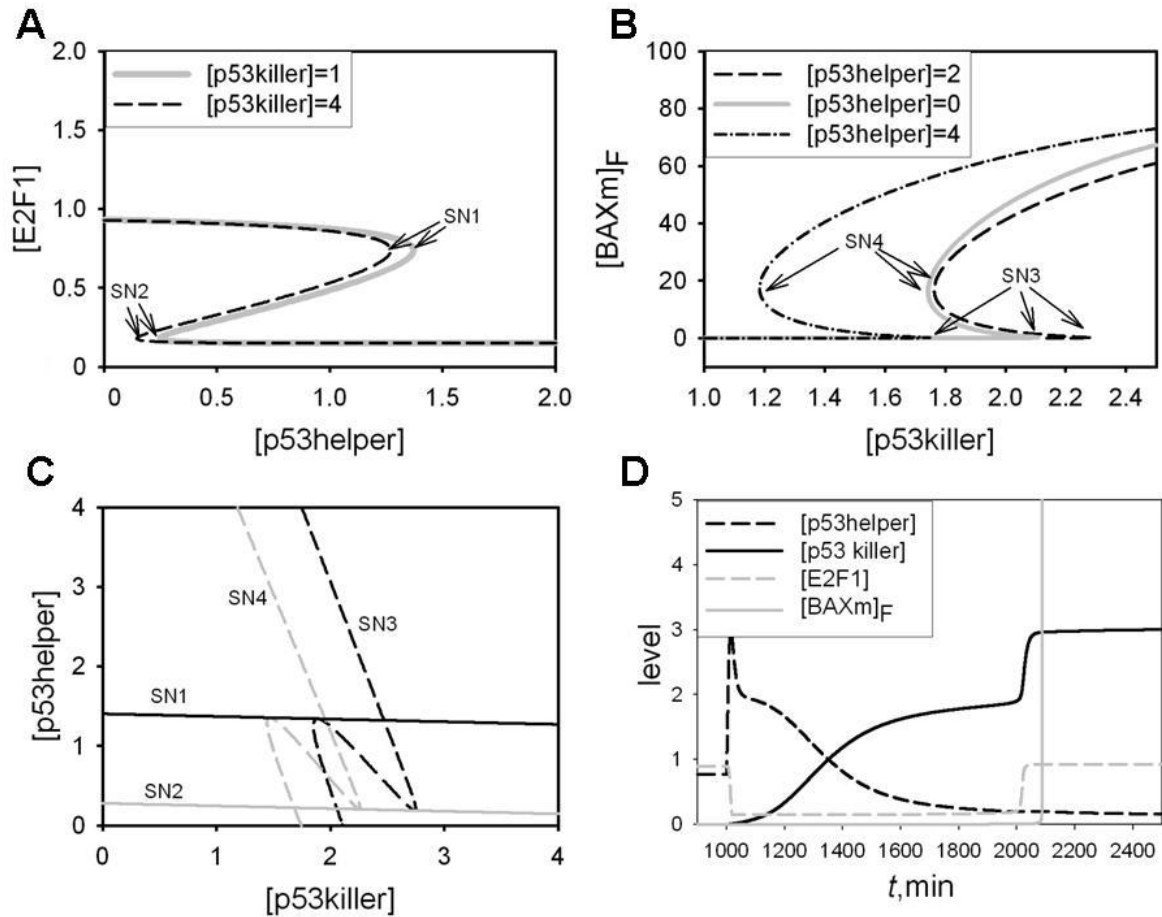 A
[p53killer]=1
[p53killer]=4
2.0
1.5
1.0
0.5
0
[E2F1]
SN1
SN2
0 0.5 1.0 1.5 2.0
[p53helper]
B
[p53helper]=2
[p53helper]=0
[p53helper]=4
100
80
60
40
20
0
[BAXm]F
SN4
SN3
1.0 1.2 1.4 1.6 1.8 2.0 2.2 2.4
[p53killer]
C
4
3
2
1
0
[p53helper]
SN4
SN3
SN1
SN2
0 1 2 3 4
[p53killer]
D
[p53helper]
[p53 killer]
[E2F1]
[BAXm]F
5
4
3
2
1
0
level
1000 1200 1400 1600 1800 2000 2200 2400
t,min